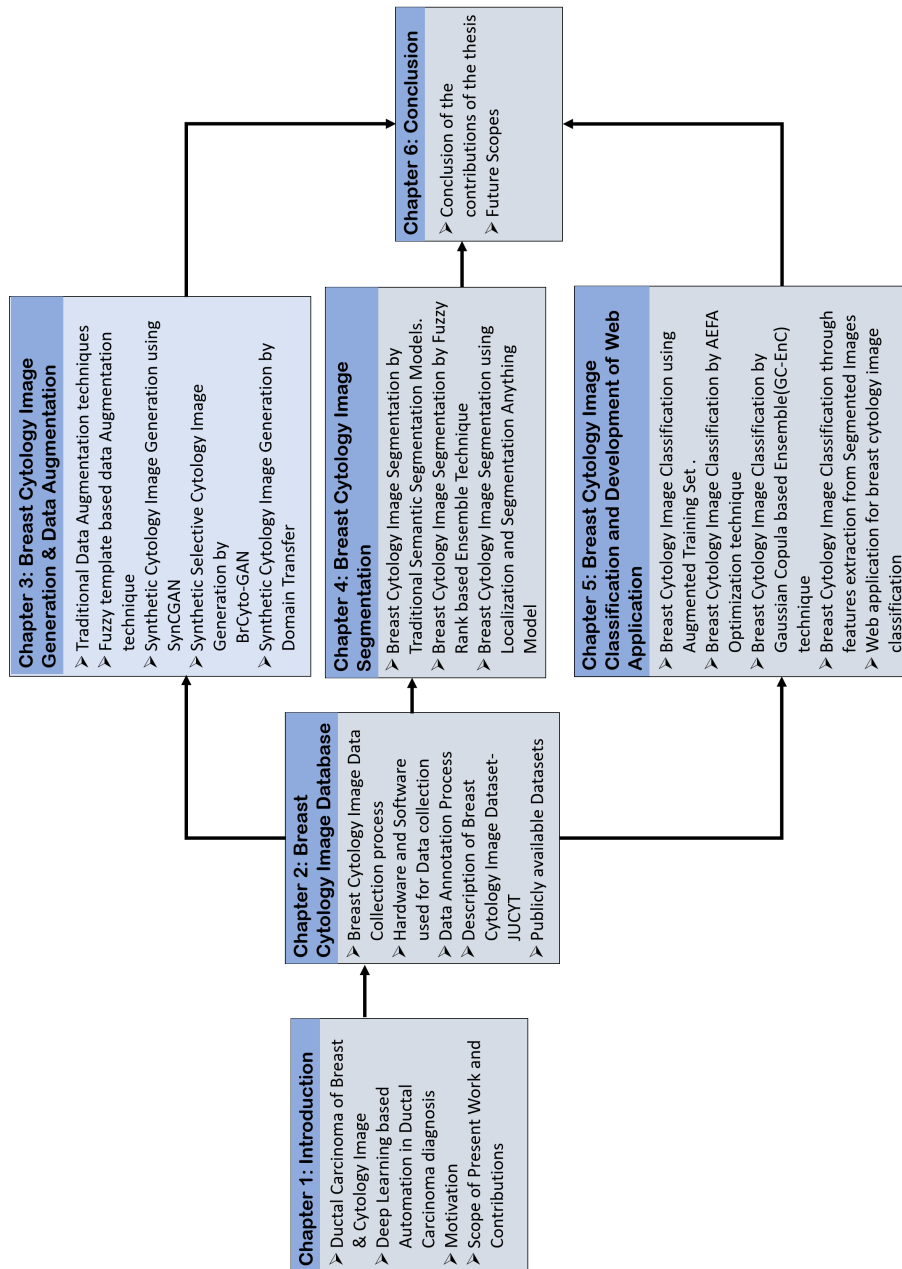 Chapter 1: Introduction
➢ Ductal Carcinoma of Breast
& Cytology Image
➢ Deep Learning based
Automation in Ductal
Carcinoma diagnosis
➢ Motivation
➢ Scope of Present Work and
Contributions
Chapter 2: Breast
Cytology Image Database
➢ Breast Cytology Image Data
Collection process
➢ Hardware and Software
used for Data collection
➢ Data Annotation Process
➢ Description of Breast
Cytology Image Dataset-
JUCYT
➢ Publicly available Datasets
Chapter 3: Breast Cytology Image
Generation & Data Augmentation
➢ Traditional Data Augmentation techniques
➢ Fuzzy template based data Augmentation
technique
➢ Synthetic Cytology Image Generation using
SynCGAN
➢ Synthetic Selective Cytology Image
Generation by
BrCyto-GAN
➢ Synthetic Cytology Image Generation by
Domain Transfer
Chapter 4: Breast Cytology Image
Segmentation
➢ Breast Cytology Image Segmentation by
Traditional Semantic Segmentation Models.
➢ Breast Cytology Image Segmentation by Fuzzy
Rank based Ensemble Technique
➢ Breast Cytology Image Segmentation using
Localization and Segmentation Anything
Model
Chapter 5: Breast Cytology Image
Classification and Development of Web
Application
➢ Breast Cytology Image Classification using
Augmented Training Set .
➢ Breast Cytology Image Classification by AEFA
Optimization technique
➢ Breast Cytology Image Classification by
Gaussian Copula based Ensemble(GC-EnC)
technique
➢ Breast Cytology Image Classification through
features extraction from Segmented Images
➢ Web application for breast cytology image
classification
Chapter 6: Conclusion
➢ Conclusion of the
contributions of the thesis
➢ Future Scopes